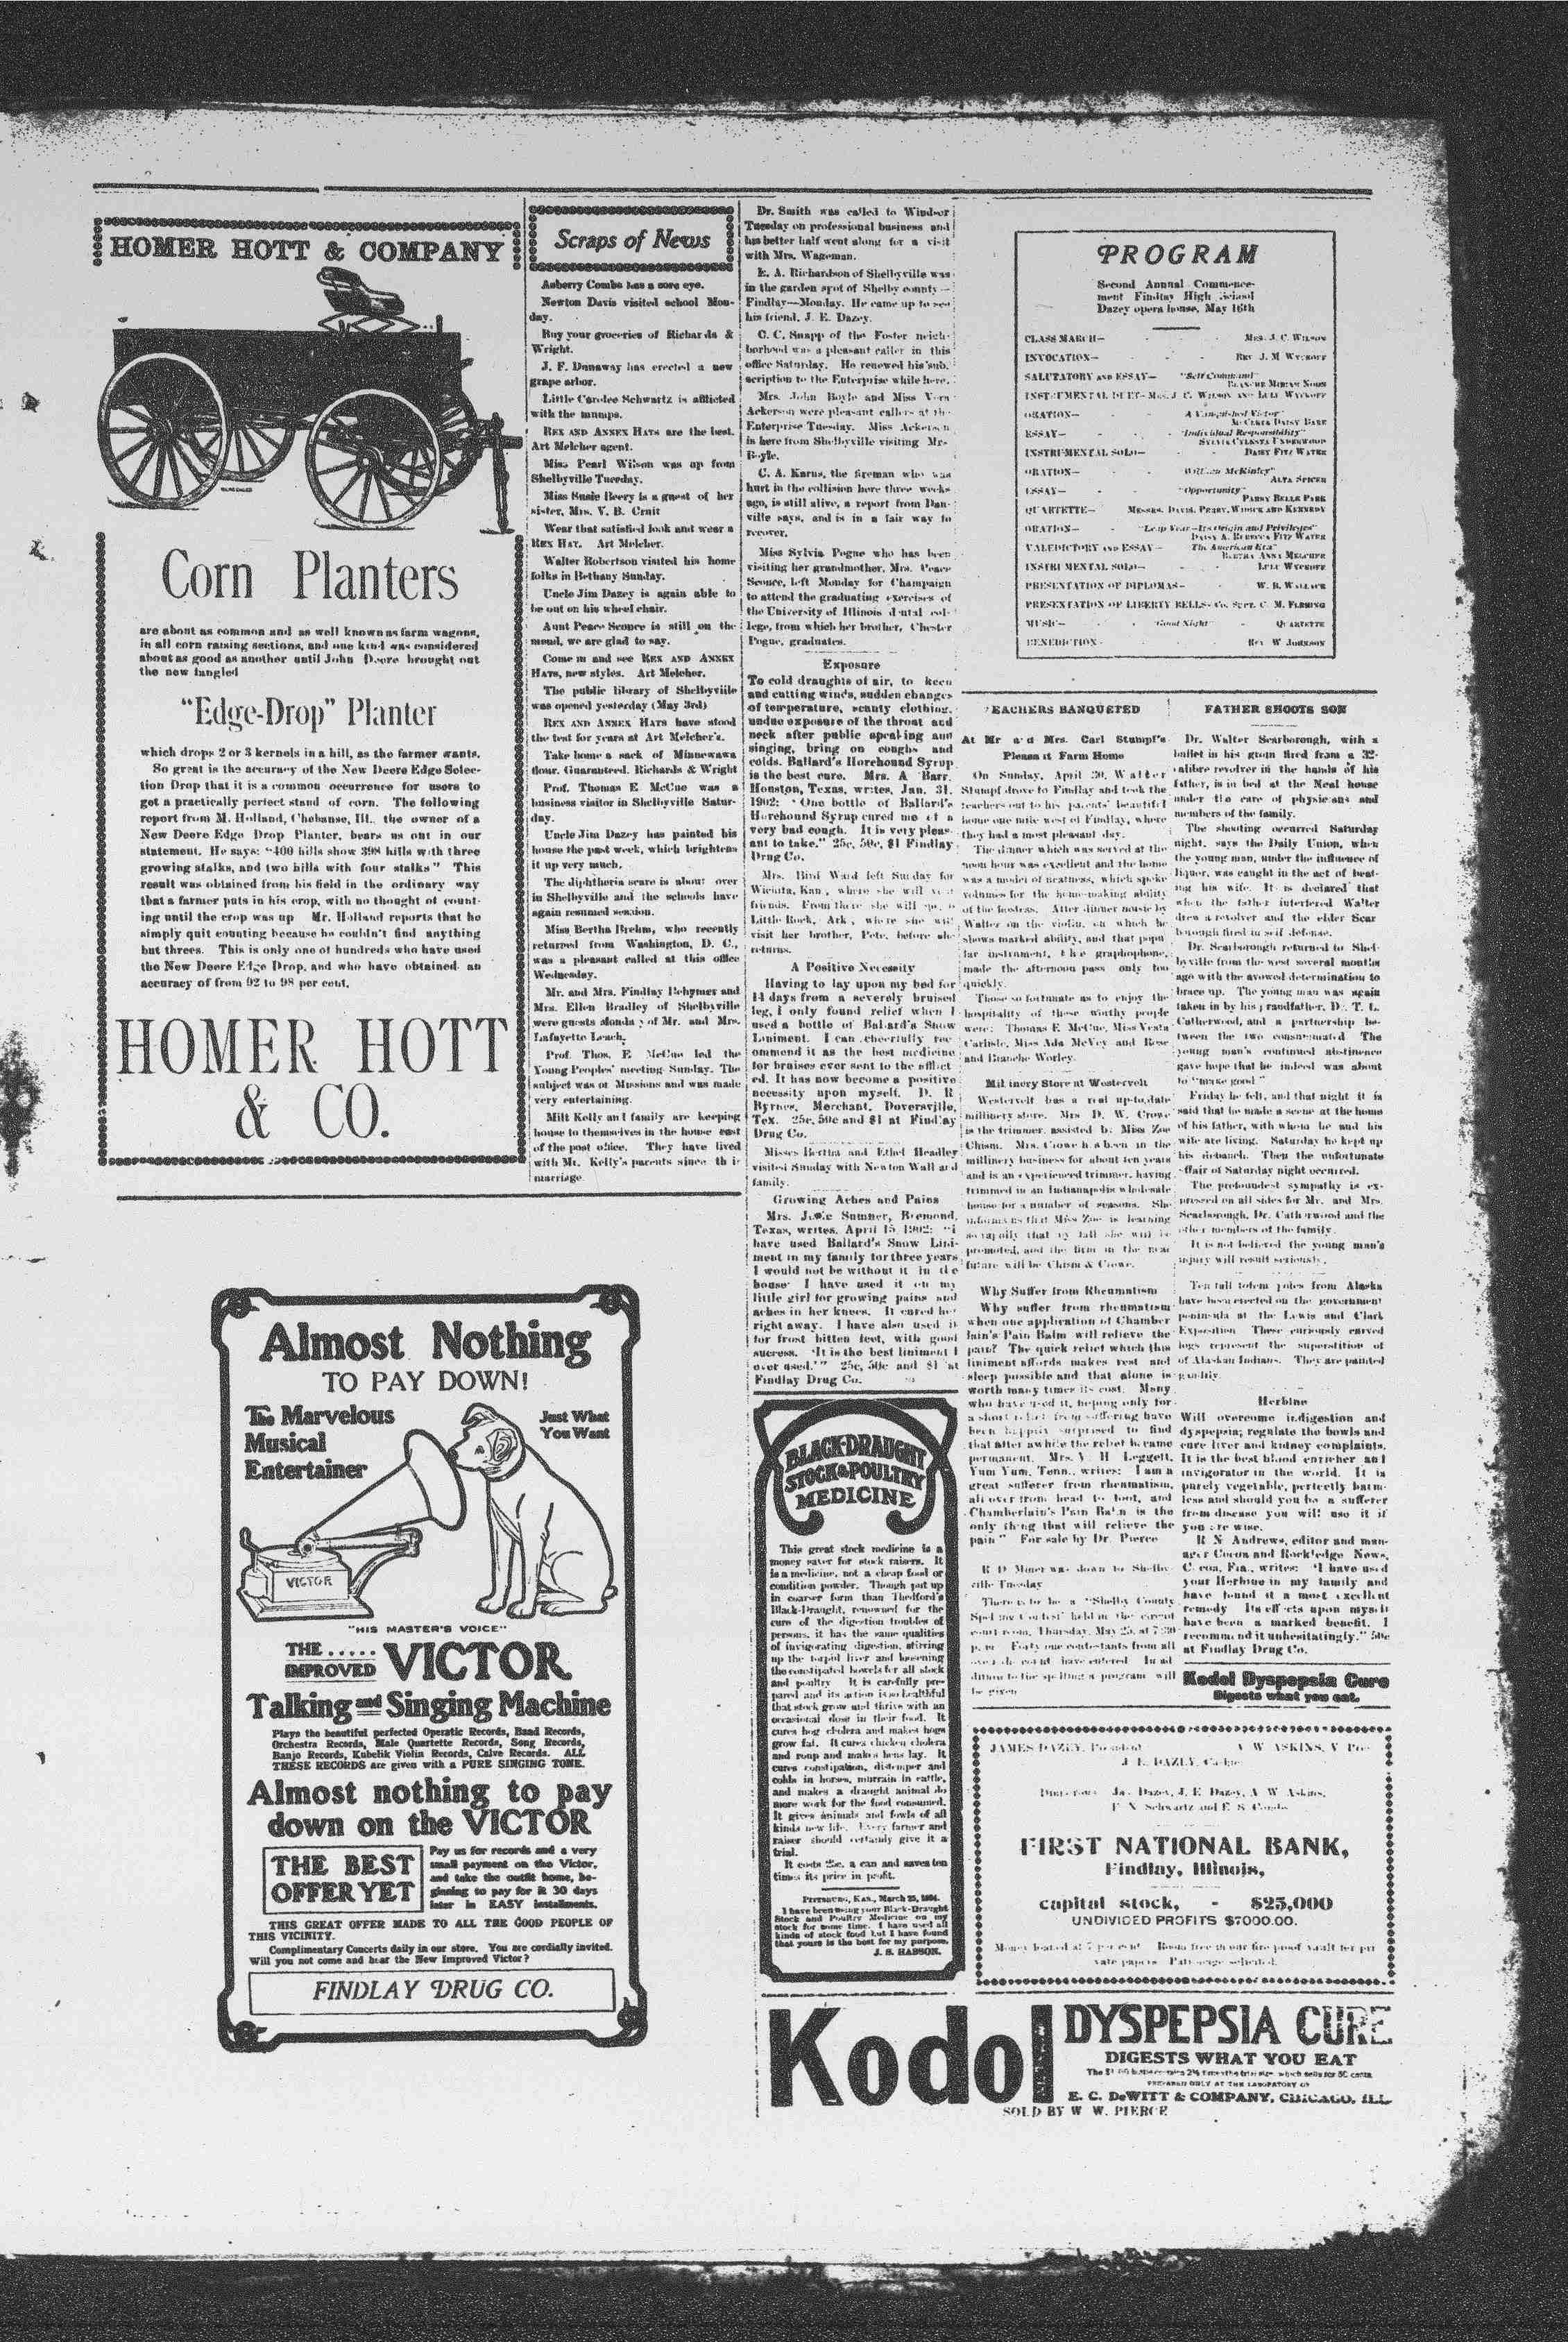 HOMER HOTT & COMPANY
Corn Planters
are about as common and as well known as farm wagons,
in all corn raising sections, and one kind was considered
about as good as another until John Deere brought out
the new fangled
"Edge-Drop" Planter
which drops 2 or 3 kernels in a hill, as the farmer wants.
So great is the accuracy of the New Deere Edge Selec-
tion Drop that it is a common occurrence for users to
get a practically perfect stand of corn. The following
report from M. Holland, Chebanse, Ill., the owner of a
New Deere Edge Drop Planter, bears us out in our
statement. He says: "400 hills show 398 hills with three
growing stalks, and two hills with four stalks" This
result was obtained from his field in the ordinary way
that a farmer puts in his crop, with no thought of count-
ing until the crop was up Mr. Holland reports that he
simply quit counting because he couldn't find anything
but threes. This is only one of hundreds who have used
the New Deere Edge Drop, and who have obtained an
accuracy of from 92 to 98 per cent.
HOMER HOTT
& CO.
Almost Nothing
TO PAY DOWN!
The Marvelous
Musical
Entertainer
Just What
You Want
VICTOR
"HIS MASTER'S VOICE"
THE.....
IMPROVED VICTOR
Talking and Singing Machine
Plays the beautiful perfected Operatic Records, Band Records,
Orchestra Records, Male Quartette Records, Song Records,
Banjo Records, Kubelik Violin Records, Calve Records. ALL
THESE RECORDS are given with a PURE SINGING TONE.
Almost nothing to pay
down on the VICTOR
THE BEST
OFFER YET
Pay us for records and a very
small payment on the Victor,
and take the outfit home, be-
ginning to pay for it 30 days
later in EASY installments.
THIS GREAT OFFER MADE TO ALL THE GOOD PEOPLE OF
THIS VICINITY.
Complimentary Concerts daily in our store. You are cordially invited.
Will you not come and hear the New Improved Victor?
FINDLAY DRUG CO.
Scraps of News
Asberry Combs has a sore eye.
Newton Davis visited school Mon-
day.
Buy your groceries of Richards &
Wright.
J. F. Dunaway has erected a new
grape arbor.
Little Carolee Schwartz is afflicted
with the mumps.
REX AND ANNEX HATS are the best.
Art Melcher agent.
Miss Pearl Wilson was up from
Shelbyville Tuesday.
Miss Susie Beery is a guest of her
sister, Mrs. V. B. Crait
Wear that satisfied look and wear a
REX HAT. Art Melcher.
Walter Robertson visited his home
folks in Bethany Sunday.
Uncle Jim Dazey is again able to
be out on his wheel chair.
Aunt Peace Sconce is still on the
mend, we are glad to say.
Come in and see REX AND ANNEX
HATS, new styles. Art Melcher.
The public library of Shelbyville
was opened yesterday (May 3rd)
REX AND ANNEX HATS have stood
the test for years at Art Melcher's.
Take home a sack of Minnewawa
flour. Guaranteed. Richards & Wright
Prof. Thomas E. McCue was a
business visitor in Shelbyville Satur-
day.
Uncle Jim Dazey has painted his
house the past week, which brightens
it up very much.
The diphtheria scare is about over
in Shelbyville and the schools have
again resumed session.
Miss Bertha Brehm, who recently
returned from Washington, D. C.,
was a pleasant called at this office
Wednesday.
Mr. and Mrs. Findlay Behymer and
Mrs. Ellen Bradley of Shelbyville
were guests Monday of Mr. and Mrs.
Lafayette Leach.
Prof. Thos. E. McCue led the
Young Peoples' meeting Sunday. The
subject was of Missions and was made
very entertaining.
Milt Kelly and family are keeping
house to themselves in the house east
of the post office. They have lived
with Mt. Kelly's parents since their
marriage.
Dr. Smith was called to Windsor
Tuesday on professional business and
his better half went along for a visit
with Mrs. Wageman.
E. A. Richardson of Shelbyville was
in the garden spot of Shelby county—
Findlay—Monday. He came up to see
his friend, J. E. Dazey.
C. C. Snapp of the Foster neigh-
borhood was a pleasant caller in this
office Saturday. He renewed his sub-
scription to the Enterprise while here.
Mrs. John Boyle and Miss Vera
Ackerson were pleasant callers at the
Enterprise Tuesday. Miss Ackerson
is here from Shelbyville visiting Mrs
Boyle.
C. A. Karns, the fireman who was
hurt in the collision here three weeks
ago, is still alive, a report from Dan-
ville says, and is in a fair way to
recover.
Miss Sylvia Pogue who has been
visiting her grandmother, Mrs. Peace
Sconce, left Monday for Champaign
to attend the graduating exercises of
the University of Illinois dental col-
lege, from which her brother, Chester
Pogue, graduates.
Exposure
To cold draughts of air, to keen
and cutting winds, sudden changes
of temperature, scanty clothing,
undue exposure of the throat and
neck after public speaking and
singing, bring on coughs and
colds. Ballard's Horehound Syrup
is the best cure. Mrs. A Barr,
Houston, Texas, writes, Jan. 31,
1902: "One bottle of Ballard's
Horehound Syrup cured me of a
very bad cough. It is very pleas-
ant to take." 25c, 50c, $1 Findlay
Drug Co.
Mrs. Bird Ward left Sunday for
Wichita, Kan, where she will visit
friends. From there she will go to
Little Rock, Ark, where she will
visit her brother, Pete, before she
returns.
A Positive Necessity
Having to lay upon my bed for
14 days from a severely bruised
leg, I only found relief when I
used a bottle of Ballard's Snow
Liniment. I can cheerfully rec
ommend it as the best medicine
for bruises ever sent to the afflict
ed. It has now become a positive
necessity upon myself. D. R
Byrnes, Merchant, Doversville,
Tex. 25c, 50c and $1 at Findlay
Drug Co.
Misses Bertha and Ethel Headley
visited Sunday with Newton Wall and
family.
Growing Aches and Pains
Mrs. Josie Sumner, Bremond,
Texas, writes, April 15, 1902: "I
have used Ballard's Snow Lini-
ment in my family for three years
I would not be without it in the
house I have used it on my
little girl for growing pains and
aches in her knees. It cured her
right away. I have also used it
for frost bitten feet, with good
success. It is the best liniment I
ever used.'" 25c, 50c and $1 at
Findlay Drug Co.
BLACK-DRAUGHT
STOCK & POULTRY
MEDICINE
This great stock medicine is a
money saver for stock raisers. It
is a medicine, not a cheap food or
condition powder. Though put up
in coarser form than Thedford's
Black-Draught, renowned for the
cure of the digestion troubles of
persons, it has the same qualities
of invigorating digestion, stirring
up the torpid liver and loosening
the constipated bowels for all stock
and poultry It is carefully pre-
pared and its action is so healthful
that stock grow and thrive with an
occasional dose in their food. It
cures hog cholera and makes hogs
grow fat. It cures chicken cholera
and roup and makes hens lay. It
cures constipation, distemper and
colds in horses, murrain in cattle,
and makes a draught animal do
more work for the food consumed.
It gives animals and fowls of all
kinds new life. Every farmer and
raiser should certainly give it a
trial.
It costs 25c. a can and saves ten
times its price in profit.
PITTSBURG, KAS., March 25, 1904.
I have been using your Black-Draught
Stock and Poultry Medicine on my
stock for some time. I have used all
kinds of stock food but I have found
that yours is the best for my purpose.
J. S. HASSON.
PROGRAM
Second Annual Commence-
ment Findlay High School
Dazey opera house, May 16th
CLASS MARCH— MRS. J. C. WILSON
INVOCATION— REV J. M WYCKOFF
SALUTATORY AND ESSAY— "Self Command"
BLANCHE MIRIAM NOON
INSTRUMENTAL DUET— MRS. J C. WILSON AND LULU WYCKOFF
ORATION— A Vanquished Victor"
DAISY BARE
ESSAY— "Individual Responsibility"
SYLVIA UNDERWOOD
INSTRUMENTAL SOLO— DAISY FITZ WATER
ORATION— William McKinley"
ALTA SPICER
ESSAY— "Opportunity"
PANSY BELLE PARK
QUARTETTE— MESSRS. DAVIS, PERRY, AND KENNEDY
ORATION— "Leap Year—Its Origin and Privileges"
FITZ WATER
VALEDICTORY AND ESSAY— The American Era"
BERTHA ANNA MELCHER
INSTRUMENTAL SOLO— LULU WYCKOFF
PRESENTATION OF DIPLOMAS— W. B. WALLACE
PRESENTATION OF LIBERTY BELLS— CO. SUPT. C. M. FLEMING
MUSIC— "Good Night" QUARTETTE
BENEDICTION- REV W JOHNSON
TEACHERS BANQUETED
At Mr and Mrs. Carl Stumpf's
Pleasant Farm Home
On Sunday, April 30, Walter
Stumpf drove to Findlay and took the
teachers out to his parents' beautiful
home one mile west of Findlay, where
they had a most pleasant day.
The dinner which was served at the
noon hour was excellent and the home
was a model of neatness, which spoke
volumes for the home-making ability
of the hostess. After dinner music by
Walter on the violin, on which he
shows marked ability, and that popu
lar instrument, the graphophone,
made the afternoon pass only too
quickly.
Those so fortunate as to enjoy the
hospitality of these worthy people
were: Thomas E. McCue, Miss Vesta
Carlisle, Miss Ada McVey and Rose
and Blanche Worley.
Millinery Store at Westervelt
Westervelt has a real up-to-date
millinery store. Mrs D. W. Crowe
is the trimmer, assisted by Miss Zoe
Chism. Mrs. Crowe has been in the
millinery business for about ten years
and is an experienced trimmer, having
trimmed in an Indianapolis wholesale
house for a number of seasons. She
informs us that Miss Zoe is learning
so rapidly that by fall she will be
promoted, and the firm in the near
future will be Chism & Crowe.
Why Suffer from Rheumatism
Why suffer from rheumatism
when one application of Chamber
lain's Pain Balm will relieve the
pain? The quick relief which this
liniment affords makes rest and
sleep possible and that alone is
worth many times its cost. Many
who have used it, hoping only for
a short relief from suffering have
been happily surprised to find
that after awhile the relief became
permanent. Mrs. V. H Leggett,
Yum Yum, Tenn., writes: I am a
great sufferer from rheumatism,
all over from head to foot, and
Chamberlain's Pain Balm is the
only thing that will relieve the
pain" For sale by Dr. Pierce
R D Miner was down to Shelby-
ville Tuesday
There is to be a "Shelby County
Spelling Contest" held in the circuit
court room, Thursday, May 25, at 7:30
p. m Forty one contestants from all
over the county have entered. In ad
dition to the spelling a program will
be given
FATHER SHOOTS SON
Dr. Walter Scarborough, with a
bullet in his groin fired from a 32-
calibre revolver in the hands of his
father, is in bed at the Neal house
under the care of physicians and
members of the family.
The shooting occurred Saturday
night, says the Daily Union, when
the young man, under the influence of
liquor, was caught in the act of beat-
ing his wife. It is declared that
when the father interfered Walter
drew a revolver and the elder Scar
borough fired in self defense.
Dr. Scarborough returned to Shel-
byville from the west several months
ago with the avowed determination to
brace up. The young man was again
taken in by his grandfather, D. T. L.
Catherwood, and a partnership be-
tween the two consummated The
young man's continued abstinence
gave hope that he indeed was about
to "make good"
Friday he fell, and that night it is
said that he made a scene at the home
of his father, with whom he and his
wife are living. Saturday he kept up
his debauch. Then the unfortunate
affair of Saturday night occurred.
The profoundest sympathy is ex-
pressed on all sides for Mr. and Mrs.
Scarborough, Dr. Catherwood and the
other members of the family.
It is not believed the young man's
injury will result seriously.
Ten tall totem poles from Alaska
have been erected on the government
peninsula at the Lewis and Clark
Exposition These curiously carved
logs represent the superstition of
of Alaskan Indians. They are painted
gaudily.
Herbine
Will overcome indigestion and
dyspepsia; regulate the bowls and
cure liver and kidney complaints.
It is the best blood enricher and
invigorator in the world. It is
purely vegetable, perfectly harm-
less and should you be a sufferer
from disease you will use it if
you are wise.
R N Andrews, editor and man-
ager Cocoa and Rockledge News,
Cocoa, Fla., writes: "I have used
your Herbine in my family and
have found it a most excellent
remedy Its effects upon myself
have been a marked benefit. I
recommend it unhesitatingly." 50c
at Findlay Drug Co.
Kodol Dyspepsia Cure
Digests what you eat.
JAMES DAZEY, President A W ASKINS, V Pres
J. E. DAZEY, Cashier
Directors Jas Dazey, J. E. Dazey, A W Askins,
Schwartz and E S Combs
FIRST NATIONAL BANK,
Findlay, Illinois,
capital stock, - $25,000
UNDIVIDED PROFITS $7000.00.
Money loaned at 7 per cent Room free in our fire proof vault for pri
vate papers Patronage solicited.
Kodol DYSPEPSIA CURE
DIGESTS WHAT YOU EAT
The $1.00 bottle contains 2½ times the trial size, which sells for 50 cents.
PREPARED ONLY AT THE LABORATORY OF
E. C. DeWITT & COMPANY, CHICAGO, ILL.
SOLD BY W W. PIERCE